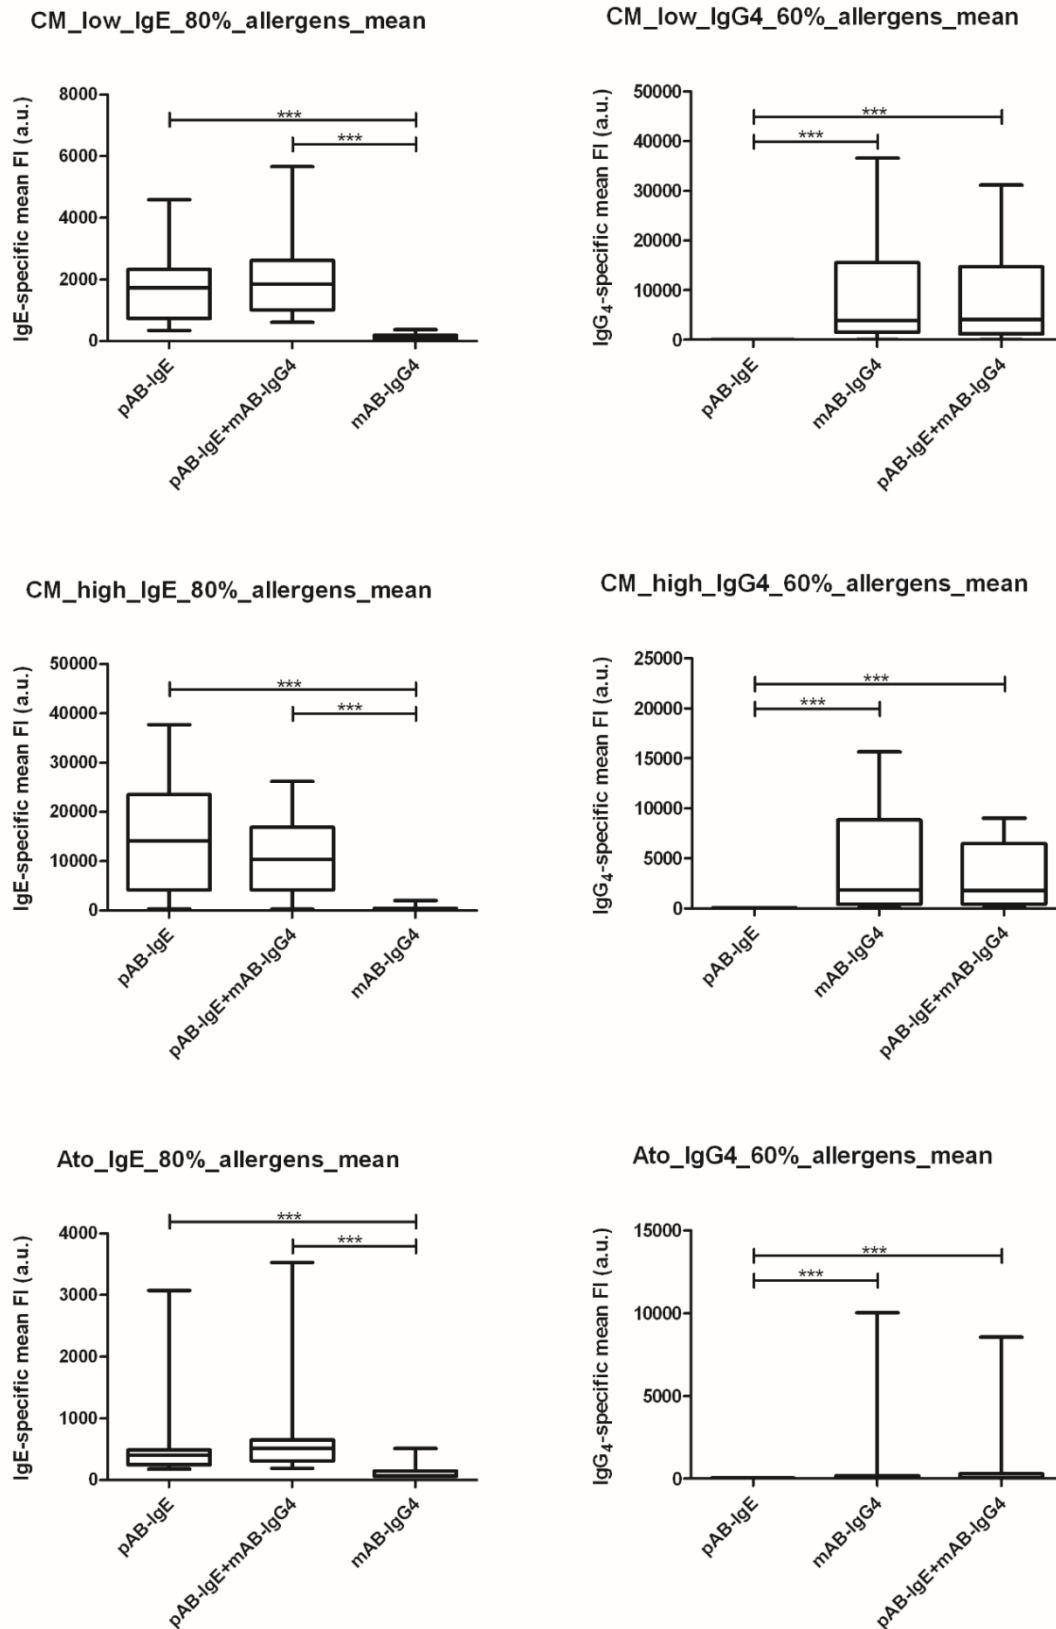 CM_low_IgE_80%_allergens_mean
IgE-specific mean FI (a.u.)
8000
6000
4000
2000
0
***
***
pAB-IgE
pAB-IgE+mAB-IgG4
mAB-IgG4
CM_low_IgG4_60%_allergens_mean
IgG₄-specific mean FI (a.u.)
50000
40000
30000
20000
10000
0
***
***
pAB-IgE
mAB-IgG4
pAB-IgE+mAB-IgG4
CM_high_IgE_80%_allergens_mean
IgE-specific mean FI (a.u.)
50000
40000
30000
20000
10000
0
***
***
pAB-IgE
pAB-IgE+mAB-IgG4
mAB-IgG4
CM_high_IgG4_60%_allergens_mean
IgG₄-specific mean FI (a.u.)
25000
20000
15000
10000
5000
0
***
***
pAB-IgE
mAB-IgG4
pAB-IgE+mAB-IgG4
Ato_IgE_80%_allergens_mean
IgE-specific mean FI (a.u.)
4000
3000
2000
1000
0
***
***
pAB-IgE
pAB-IgE+mAB-IgG4
mAB-IgG4
Ato_IgG4_60%_allergens_mean
IgG₄-specific mean FI (a.u.)
15000
10000
5000
0
***
***
pAB-IgE
mAB-IgG4
pAB-IgE+mAB-IgG4